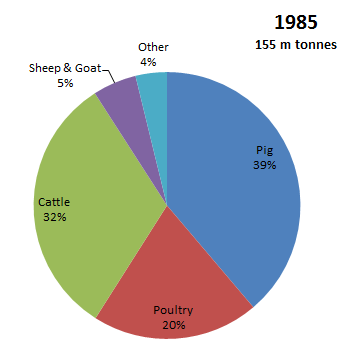 1985
155 m tonnes
Other
4%
Sheep & Goat
5%
Pig
39%
Cattle
32%
Poultry
20%